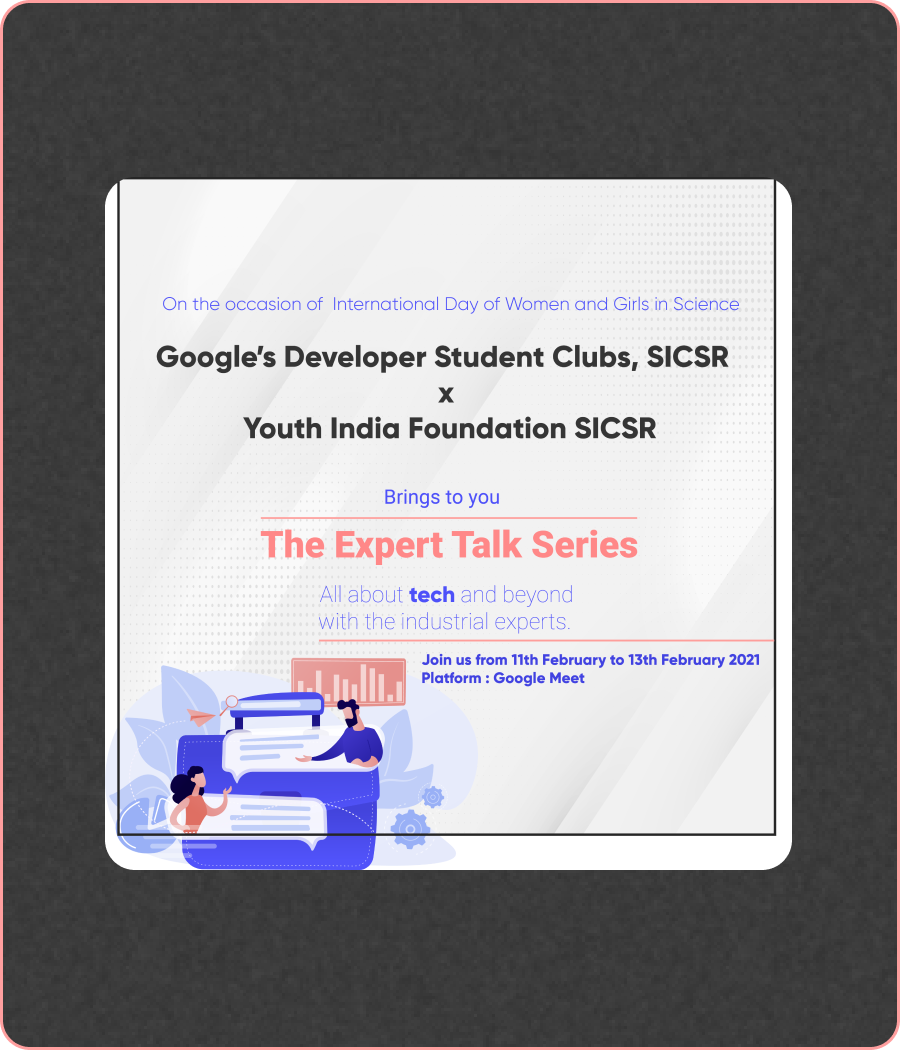 On the occasion of International Day of Women and Girls in Science
Google’s Developer Student Clubs, SICSR
x
Youth India Foundation SICSR
Brings to you
The Expert Talk Series
All about tech and beyond
with the industrial experts.
Join us from 11th February to 13th February 2021
Platform : Google Meet